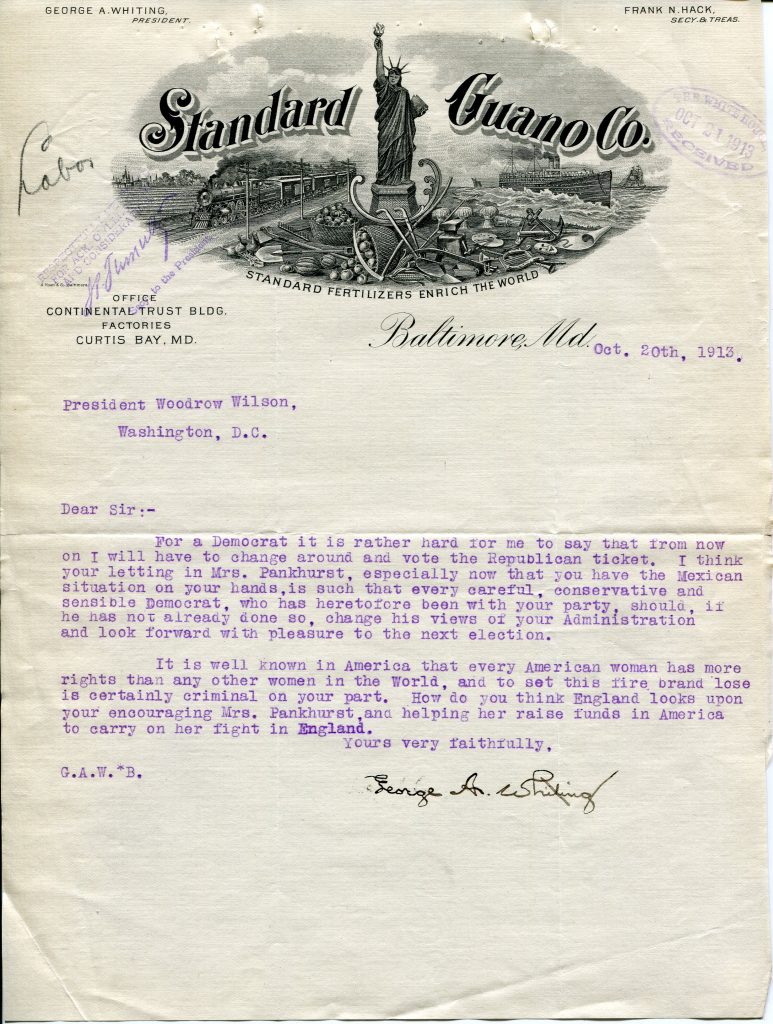 GEORGE A. WHITING,
PRESIDENT.
FRANK N. HACK,
SECY. & TREAS.
Standard Guano Co.
THE WHITE HOUSE
OCT 21 1913
RECEIVED
Labor
STANDARD FERTILIZERS ENRICH THE WORLD
OFFICE
CONTINENTAL TRUST BLDG.
FACTORIES
CURTIS BAY, MD.
Baltimore, Md. Oct. 20th, 1913.
President Woodrow Wilson,
Washington, D.C.
Dear Sir:-
For a Democrat it is rather hard for me to say that from now
on I will have to change around and vote the Republican ticket. I think
your letting in Mrs. Pankhurst, especially now that you have the Mexican
situation on your hands,is such that every careful, conservative and
sensible Democrat, who has heretofore been with your party, should, if
he has not already done so, change his views of your Administration
and look forward with pleasure to the next election.
It is well known in America that every American woman has more
rights than any other women in the World, and to set this fire brand lose
is certainly criminal on your part. How do you think England looks upon
your encouraging Mrs. Pankhurst,and helping her raise funds in America
to carry on her fight in England.
Yours very faithfully,
G.A.W.*B.
George A. Whiting